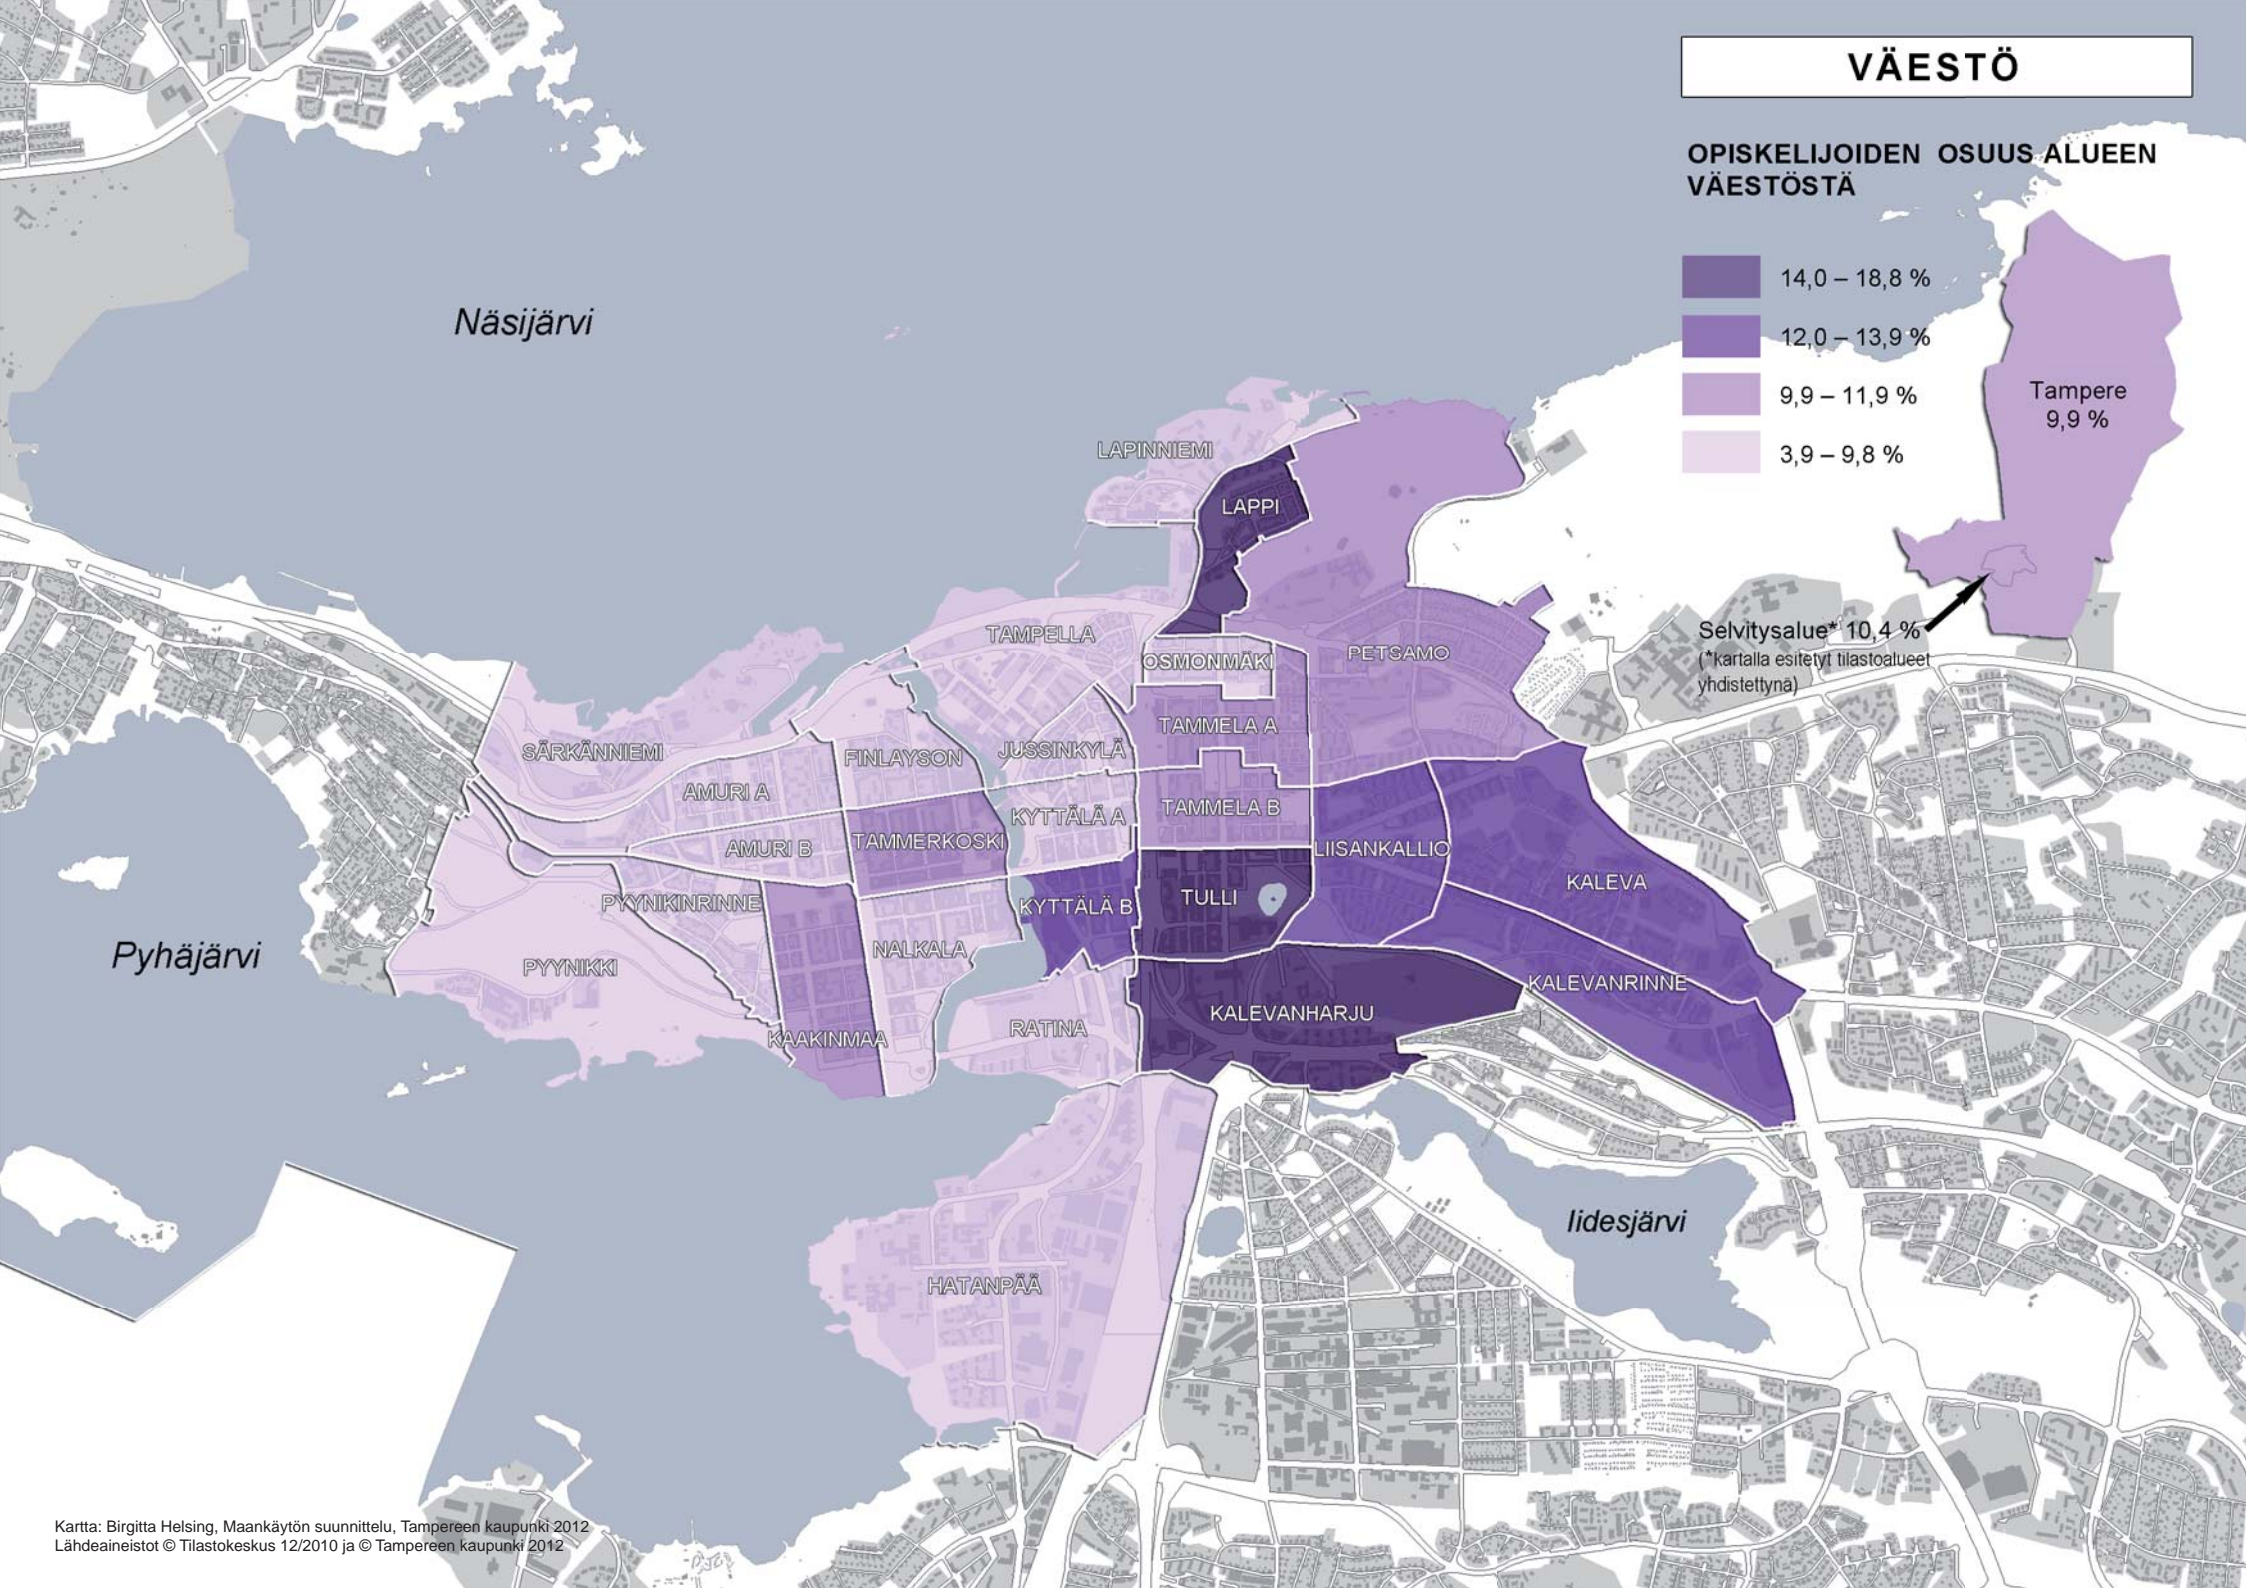 VÄESTÖ
OPISKELIJOIDEN OSUUS ALUEEN
VÄESTÖSTÄ
14,0 – 18,8 %
12,0 – 13,9 %
9,9 – 11,9 %
3,9 – 9,8 %
Tampere
9,9 %
Selvitysalue* 10,4 %
(*kartalla esitetyt tilastoalueet
yhdistettynä)
Näsijärvi
LAPINNIEMI
LAPPI
TAMPELLA
OSMONMÄKI
PETSAMO
TAMMELA A
SÄRKÄNNIEMI
FINLAYSON
JUSSINKYLÄ
AMURI A
KYTTÄLÄ A
TAMMELA B
AMURI B
TAMMERKOSKI
LIISANKALLIO
KALEVA
PYYNIKINRINNE
KYTTÄLÄ B
TULLI
NALKALA
Pyhäjärvi
PYYNIKKI
KALEVANRINNE
KALEVANHARJU
RATINA
KAAKINMAA
Iidesjärvi
HATANPÄÄ
Kartta: Birgitta Helsing, Maankäytön suunnittelu, Tampereen kaupunki 2012
Lähdeaineistot © Tilastokeskus 12/2010 ja © Tampereen kaupunki 2012